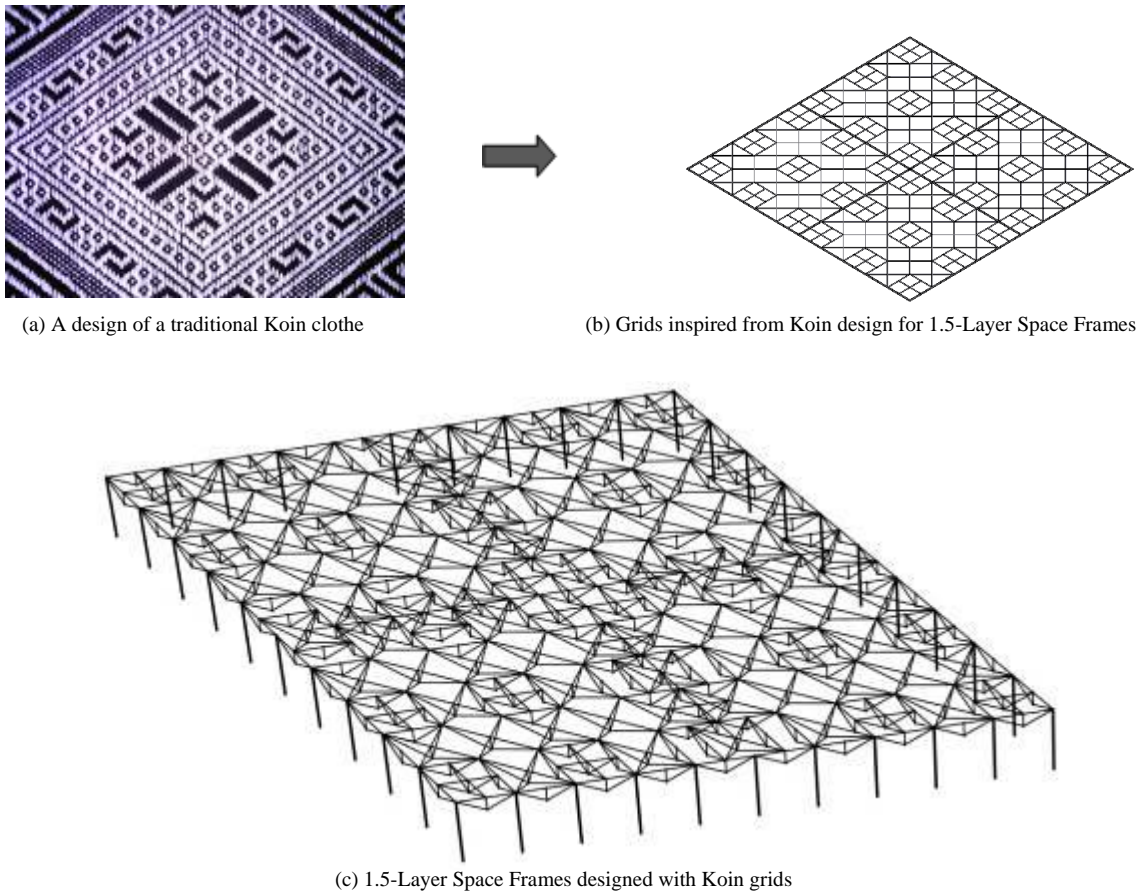 (a) A design of a traditional Koin clothe
(b) Grids inspired from Koin design for 1.5-Layer Space Frames
(c) 1.5-Layer Space Frames designed with Koin grids